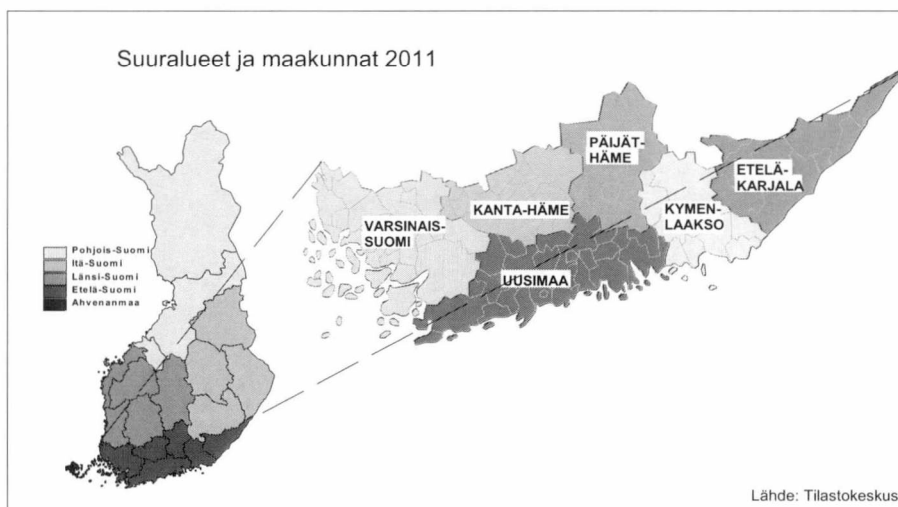 Suuralueet ja maakunnat 2011
PÄIJÄT-
HÄME
ETELÄ-
KARJALA
KANTA-HÄME
KYMEN-
LAAKSO
VARSINAIS-
SUOMI
UUSIMAA
Pohjois-Suomi
Itä-Suomi
Länsi-Suomi
Etelä-Suomi
Ahvenanmaa
Lähde: Tilastokeskus